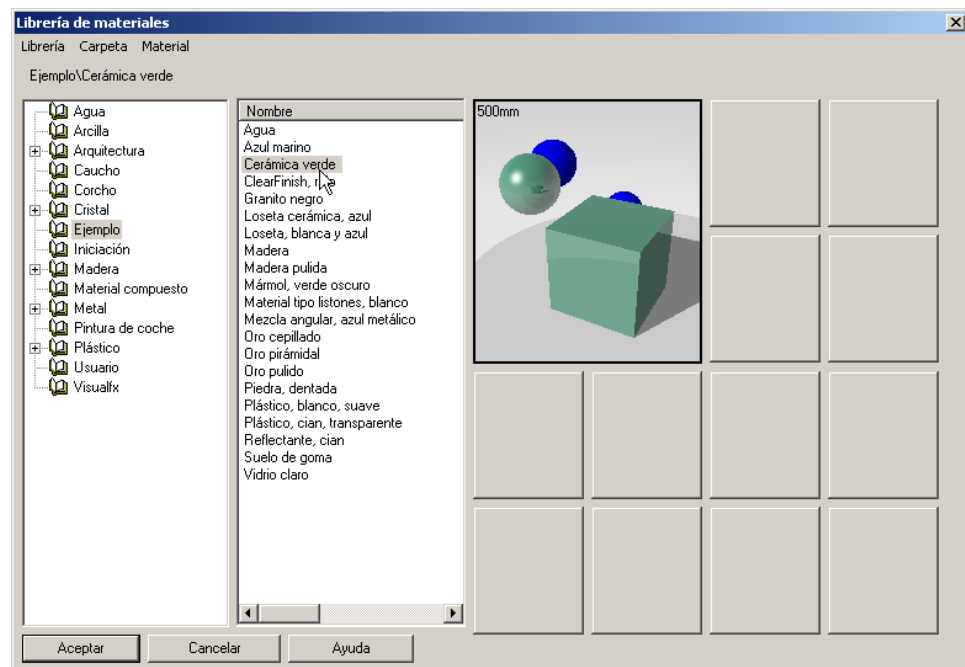 Librería de materiales
Librería Carpeta Material
Ejemplo\Cerámica verde
Agua
Arcilla
Arquitectura
Caucho
Corcho
Cristal
Ejemplo
Iniciación
Madera
Material compuesto
Metal
Pintura de coche
Plástico
Usuario
Visualfx
Nombre
Agua
Azul marino
Cerámica verde
ClearFinish,
Granito negro
Loseta cerámica, azul
Loseta, blanca y azul
Madera
Madera pulida
Mármol, verde oscuro
Material tipo listones, blanco
Mezcla angular, azul metálico
Oro cepillado
Oro pirámidal
Oro pulido
Piedra, dentada
Plástico, blanco, suave
Plástico, cian, transparente
Reflectante, cian
Suelo de goma
Vidrio claro
500mm
Aceptar Cancelar Ayuda